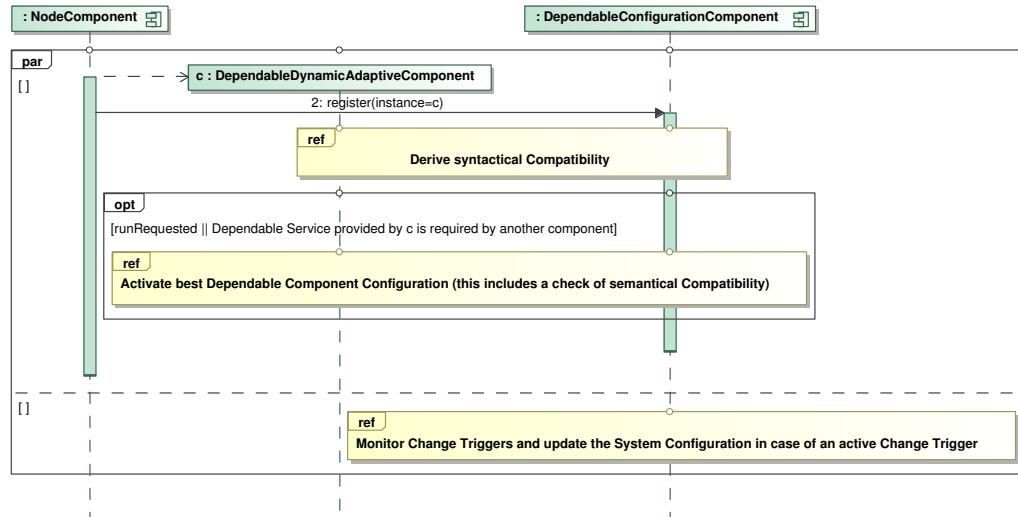 : NodeComponent
: DependableConfigurationComponent
par
[ ]
c : DependableDynamicAdaptiveComponent
2: register(instance=c)
ref
Derive syntactical Compatibility
opt
[runRequested || Dependable Service provided by c is required by another component]
ref
Activate best Dependable Component Configuration (this includes a check of semantical Compatibility)
[ ]
ref
Monitor Change Triggers and update the System Configuration in case of an active Change Trigger